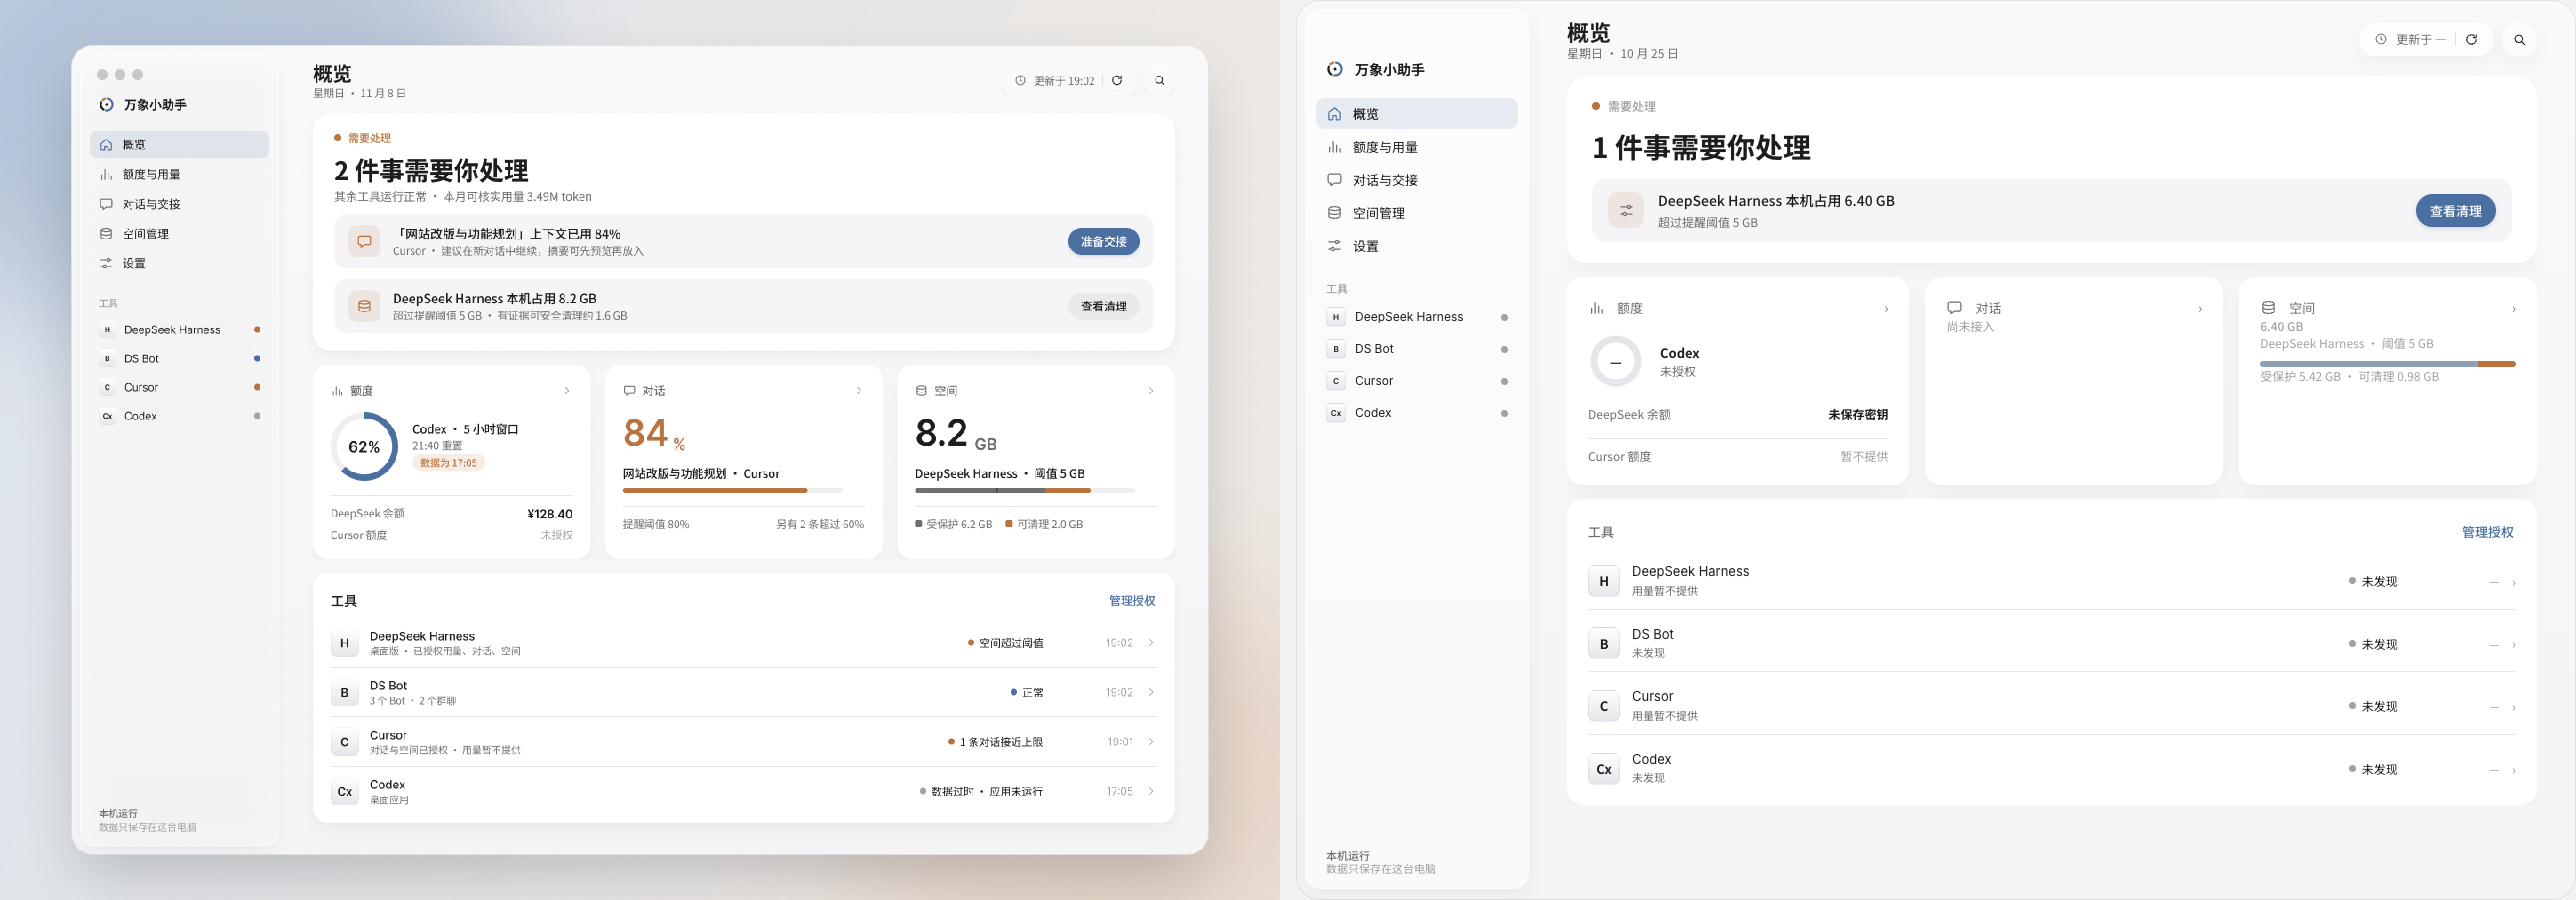 万象小助手
概览
额度与用量
对话与交接
空间管理
设置
工具
H DeepSeek Harness
B DS Bot
C Cursor
Cx Codex
本机运行
数据只保存在这台电脑
概览
星期日 · 11 月 8 日
更新于 19:02
需要处理
2 件事需要你处理
其余工具运行正常 · 本月可核实用量 3.49M token
「网站改版与功能规划」上下文已用 84%
Cursor · 建议在新对话中继续，摘要可先预览再放入
准备交接
DeepSeek Harness 本机占用 8.2 GB
超过提醒阈值 5 GB · 有证据可安全清理约 1.6 GB
查看清理
额度
62%
Codex · 5 小时窗口
21:40 重置
数据为 17:05
DeepSeek 余额 ¥128.40
Cursor 额度 未授权
对话
84 %
网站改版与功能规划 · Cursor
提醒阈值 80% 另有 2 条超过 60%
空间
8.2 GB
DeepSeek Harness · 阈值 5 GB
受保护 6.2 GB 可清理 2.0 GB
工具 管理授权
H DeepSeek Harness 空间超过阈值 19:02
桌面版 · 已授权用量、对话、空间
B DS Bot 正常 19:02
3 个 Bot · 2 个群聊
C Cursor 1 条对话接近上限 19:01
对话与空间已授权 · 用量暂不提供
Cx Codex 数据过时 · 应用未运行 17:05
桌面应用
万象小助手
概览
额度与用量
对话与交接
空间管理
设置
工具
H DeepSeek Harness
B DS Bot
C Cursor
Cx Codex
本机运行
数据只保存在这台电脑
概览
星期日 · 10 月 25 日
更新于 —
需要处理
1 件事需要你处理
DeepSeek Harness 本机占用 6.40 GB
超过提醒阈值 5 GB
查看清理
额度
—
Codex
未授权
DeepSeek 余额 未保存密钥
Cursor 额度 暂不提供
对话
尚未接入
空间
6.40 GB
DeepSeek Harness · 阈值 5 GB
受保护 5.42 GB · 可清理 0.98 GB
工具 管理授权
H DeepSeek Harness 未发现 —
用量暂不提供
B DS Bot 未发现 —
未发现
C Cursor 未发现 —
用量暂不提供
Cx Codex 未发现 —
未发现